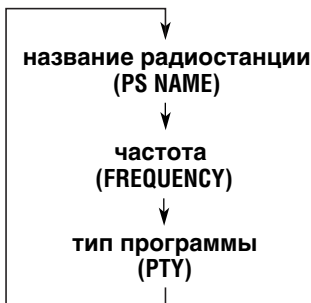 название радиостанции
(PS NAME)
частота
(FREQUENCY)
тип программы
(PTY)